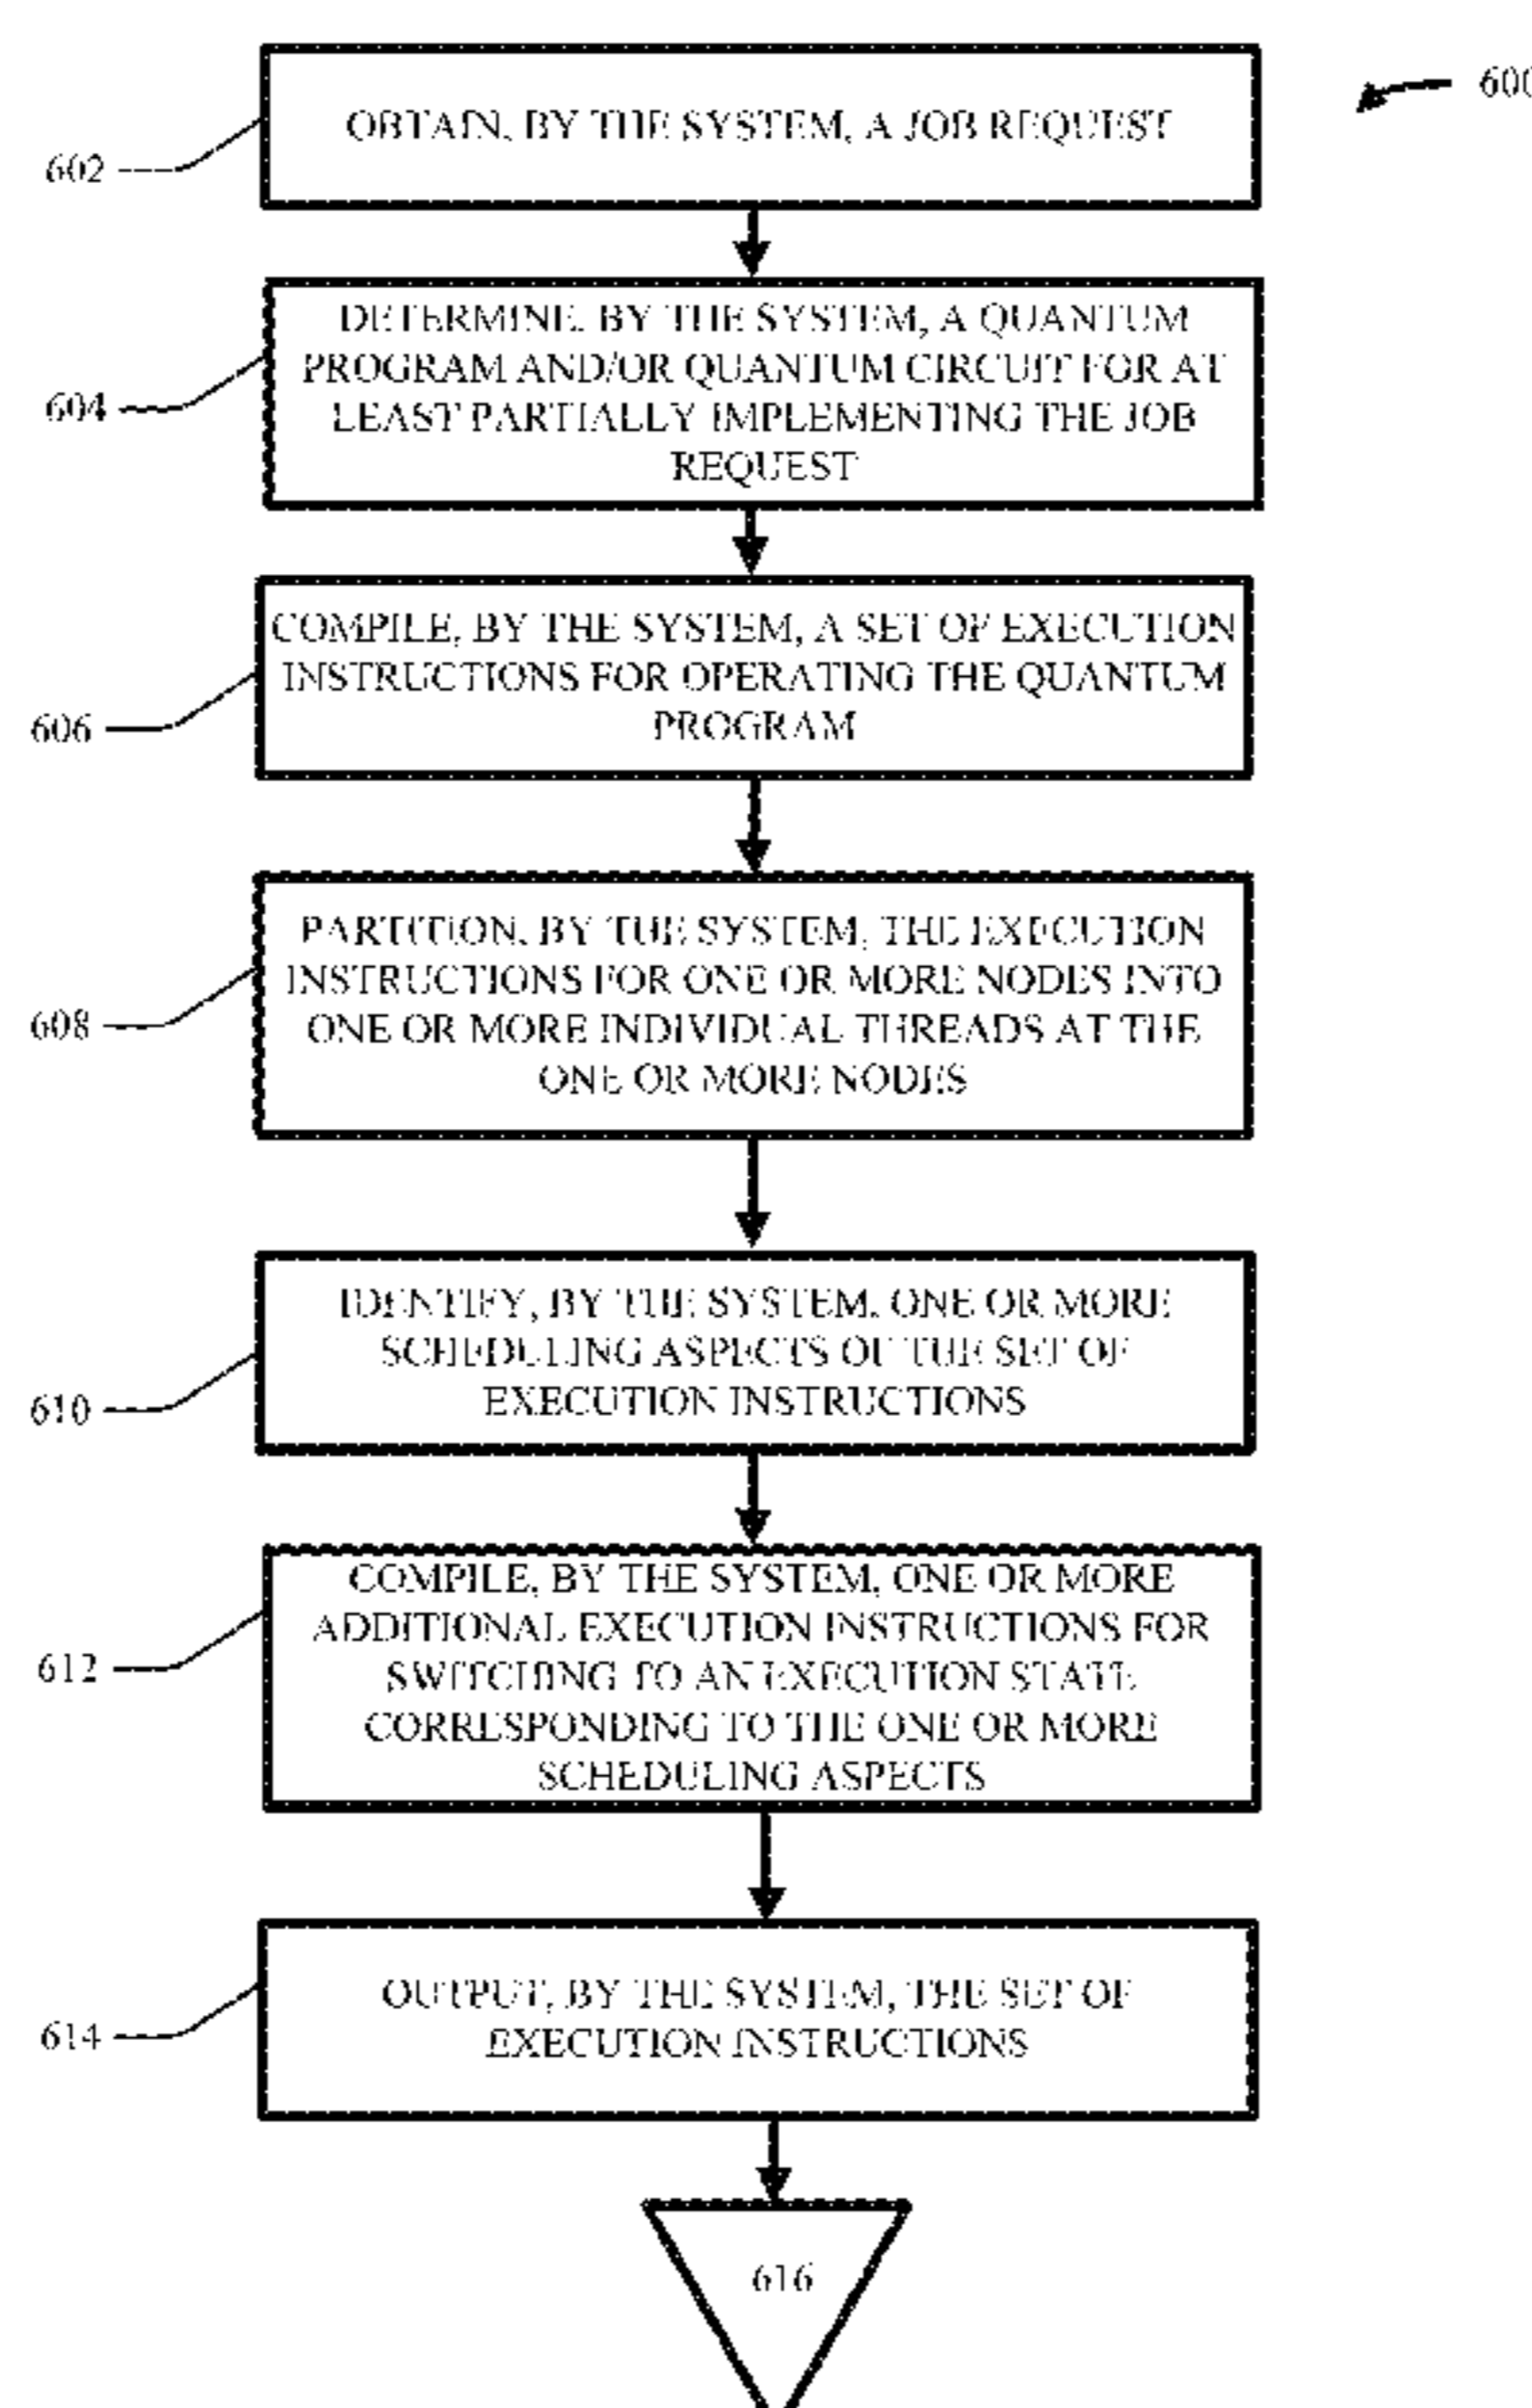 600
OBTAIN, BY THE SYSTEM, A JOB REQUEST
602
DETERMINE, BY THE SYSTEM, A QUANTUM
PROGRAM AND/OR QUANTUM CIRCUIT FOR AT
LEAST PARTIALLY IMPLEMENTING THE JOB
REQUEST
604
COMPILE, BY THE SYSTEM, A SET OF EXECUTION
INSTRUCTIONS FOR OPERATING THE QUANTUM
PROGRAM
606
PARTITION, BY THE SYSTEM, THE EXECUTION
INSTRUCTIONS FOR ONE OR MORE NODES INTO
ONE OR MORE INDIVIDUAL THREADS AT THE
ONE OR MORE NODES
608
IDENTIFY, BY THE SYSTEM, ONE OR MORE
SCHEDULING ASPECTS OF THE SET OF
EXECUTION INSTRUCTIONS
610
COMPILE, BY THE SYSTEM, ONE OR MORE
ADDITIONAL EXECUTION INSTRUCTIONS FOR
SWITCHING TO AN EXECUTION STATE
CORRESPONDING TO THE ONE OR MORE
SCHEDULING ASPECTS
612
OUTPUT, BY THE SYSTEM, THE SET OF
EXECUTION INSTRUCTIONS
614
616